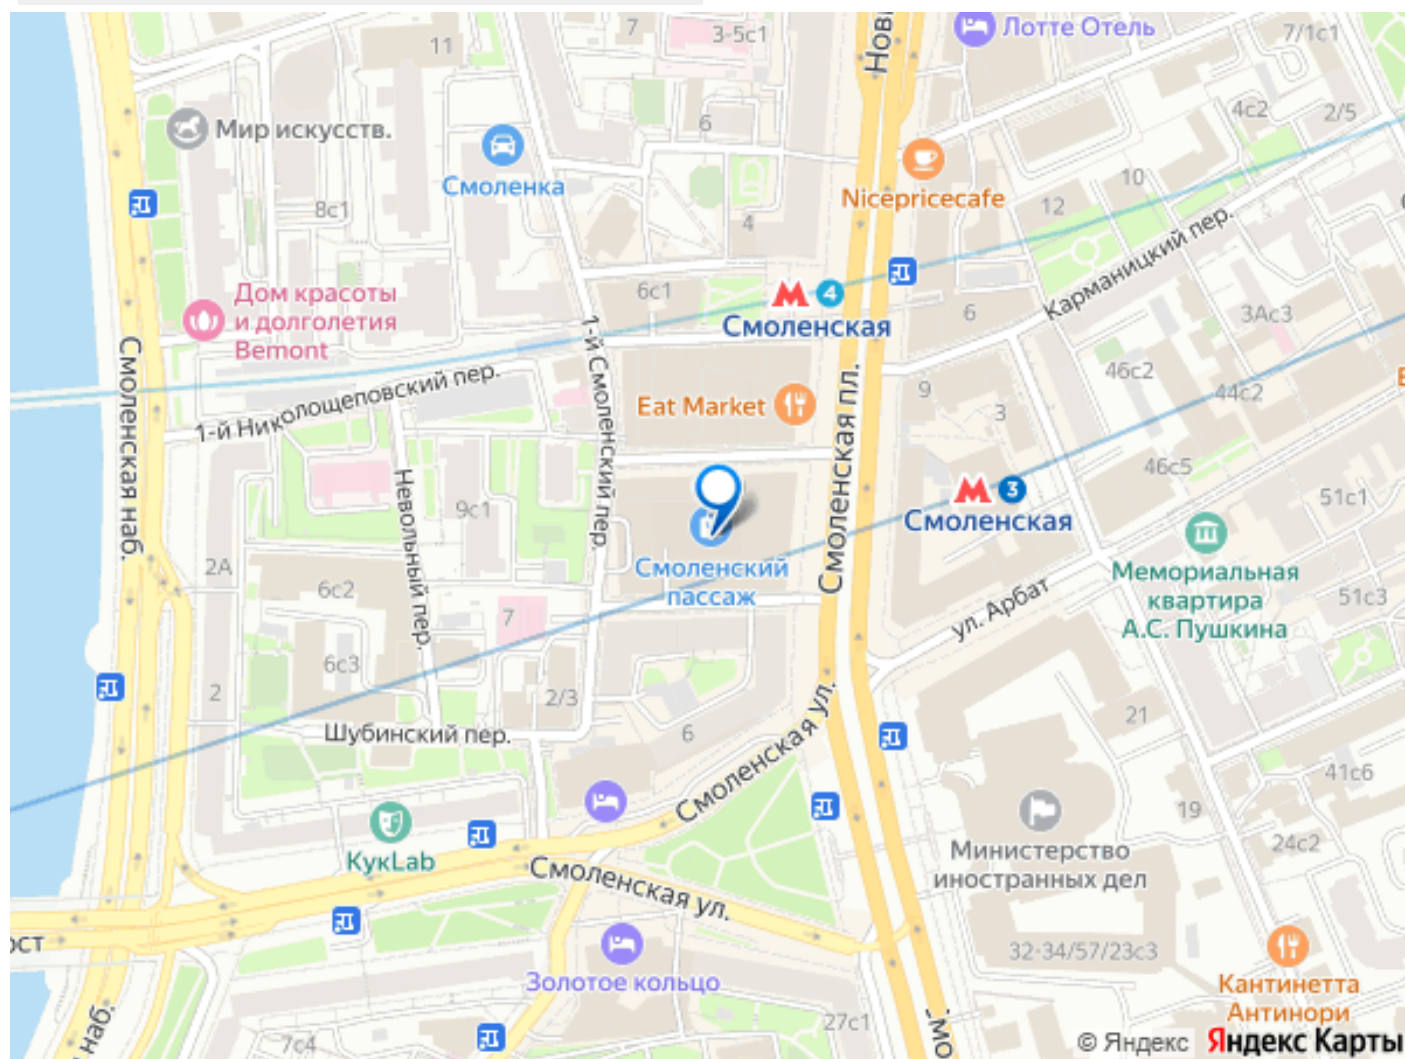 11
7
3-5с1
Лотте Отель
7/1с1
Нов
4с2
2/5
Мир искусств.
6
Смоленка
Nicepricecafe
10
12
8с1
4
Карманицкий пер.
6с1
4
Смоленская
6
3Ас3
Дом красоты
и долголетия
Bemont
Смоленская наб.
1-й Николощеповский пер.
1-й Смоленский пер.
Eat Market
Смоленская пл.
9
3
46с2
44с2
46с5
51с1
3
Смоленская
Невольный пер.
9с1
2А
6с2
Смоленский
пассаж
7
ул. Арбат
Мемориальная
квартира
А.С. Пушкина
51с3
6с3
2
2/3
Шубинский пер.
6
Смоленская ул.
21
41с6
19
24с2
КукLab
Министерство
иностранных дел
Смоленская ул.
ост
32-34/57/23с3
Золотое кольцо
Кантинетта
Антинори
27с1
7с4
наб.
мо
© Яндекс Яндекс Карты